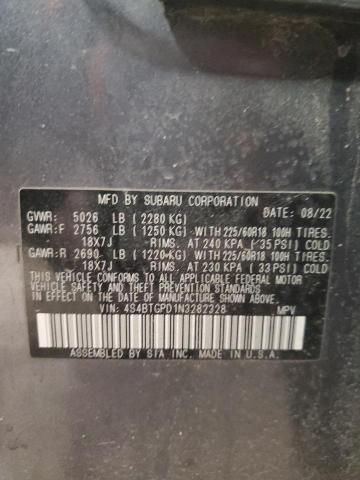 MFD BY SUBARU CORPORATION
DATE: 08/22
GVWR: 5026 LB ( 2280 KG)
GAWR:F 2756 LB ( 1250 KG) WITH 225/60R18 100H TIRES.
18X7J RIMS. AT 240 KPA ( 35 PSI) COLD
GAWR:R 2690 LB ( 1220 KG) WITH 225/60R18 100H TIRES.
18X7J RIMS. AT 230 KPA ( 33 PSI) COLD
THIS VEHICLE CONFORMS TO ALL APPLICABLE FEDERAL MOTOR
VEHICLE SAFETY, BUMPER, AND THEFT PREVENTION STANDARDS
IN EFFECT ON THE DATE OF MANUFACTURE SHOWN ABOVE
VIN: 4S4BTGPD1N3282328 MPV
ASSEMBLED BY SIA INC. MADE IN U.S.A.